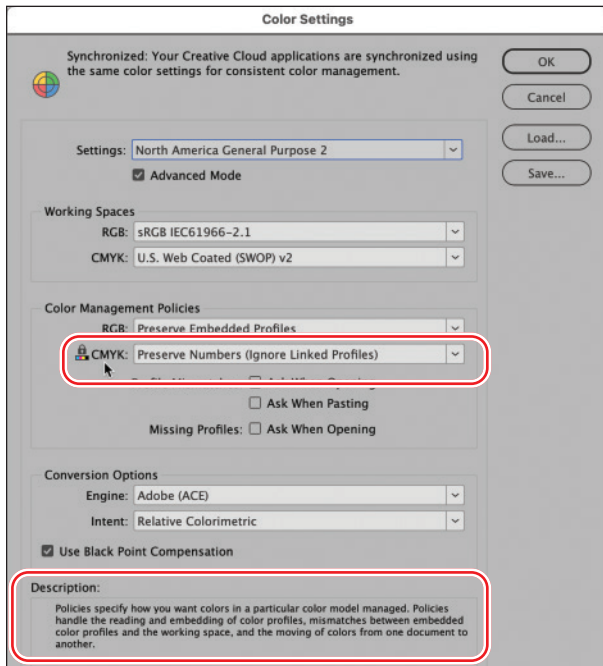 Color Settings
Synchronized: Your Creative Cloud applications are synchronized using
the same color settings for consistent color management.
OK
Cancel
Load...
Save...
Settings: North America General Purpose 2
Advanced Mode
Working Spaces
RGB: sRGB IEC61966-2.1
CMYK: U.S. Web Coated (SWOP) v2
Color Management Policies
RGB: Preserve Embedded Profiles
CMYK: Preserve Numbers (Ignore Linked Profiles)
Ask When Pasting
Missing Profiles: Ask When Opening
Conversion Options
Engine: Adobe (ACE)
Intent: Relative Colorimetric
Use Black Point Compensation
Description:
Policies specify how you want colors in a particular color model managed. Policies
handle the reading and embedding of color profiles, mismatches between embedded
color profiles and the working space, and the moving of colors from one document to
another.